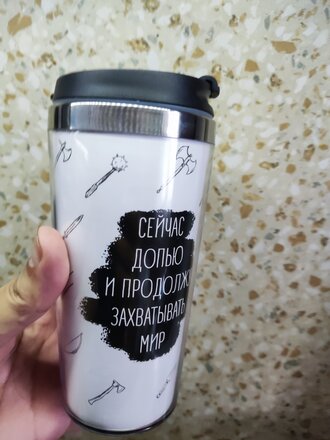 СЕЙЧАС
ДОПЬЮ
И ПРОДОЛЖУ
ЗАХВАТЫВАТЬ
МИР